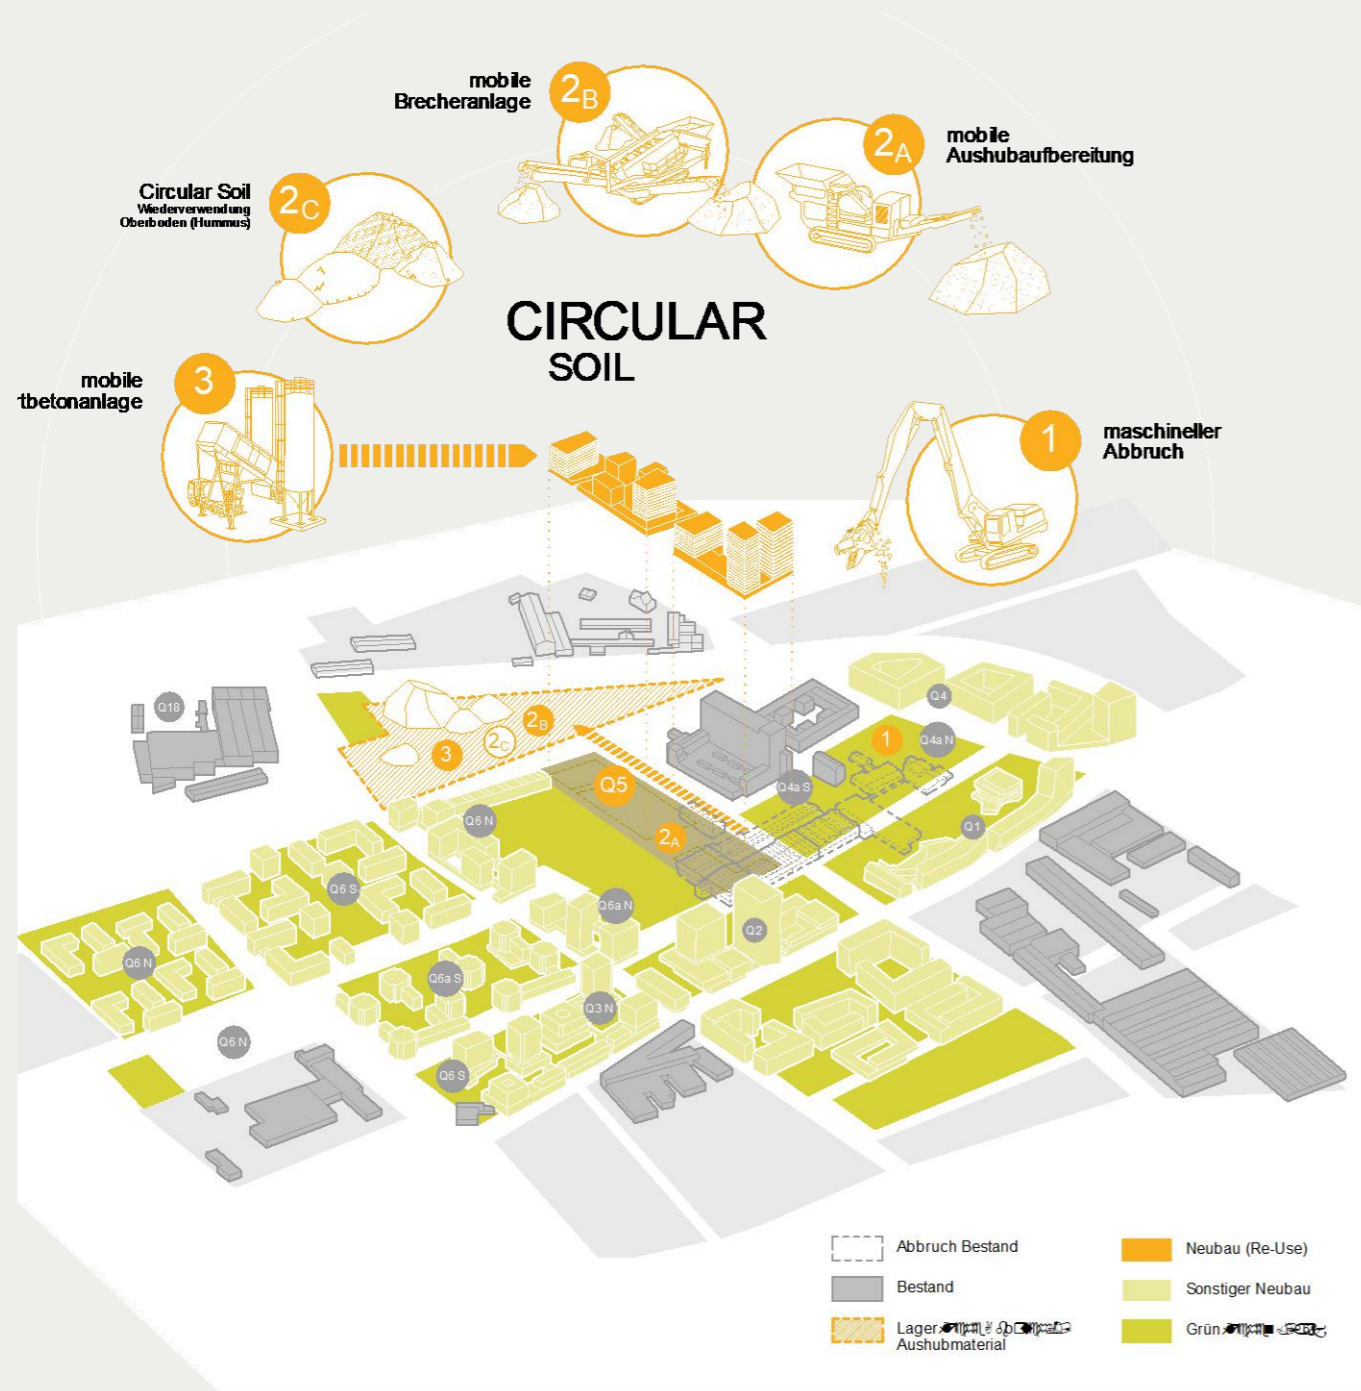 mobile
Brecheranlage
2B
2A
mobile
Aushubaufbereitung
Circular Soil
Wiederverwendung
Oberboden (Hummus)
2C
CIRCULAR
SOIL
mobile
tbetonanlage
3
1
maschineller
Abbruch
Q18
Q4
2B
2C
3
1
Q4a N
Q5
Q4a S
Q6 N
2A
Q1
Q6 S
Q6a N
Q2
Q6 N
Q6a S
Q3 N
Q6 N
Q6 S
Abbruch Bestand
Neubau (Re-Use)
Bestand
Sonstiger Neubau
Lager
Aushubmaterial
Grün